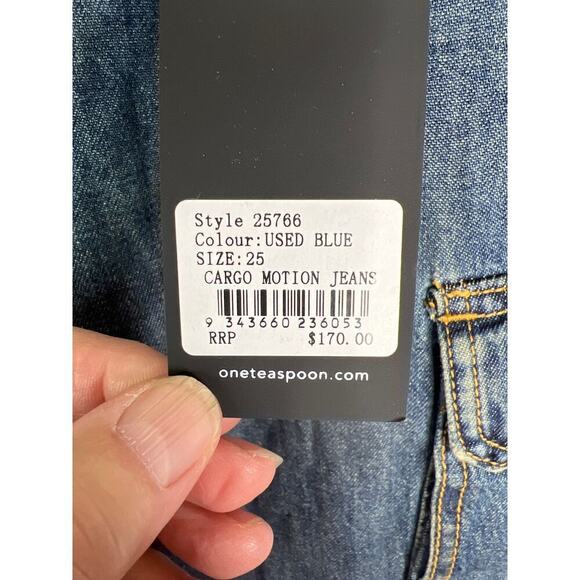 Style 25766
Colour:USED BLUE
SIZE:25
CARGO MOTION JEANS
9 343660 236053
RRP $170.00
oneteaspoon.com